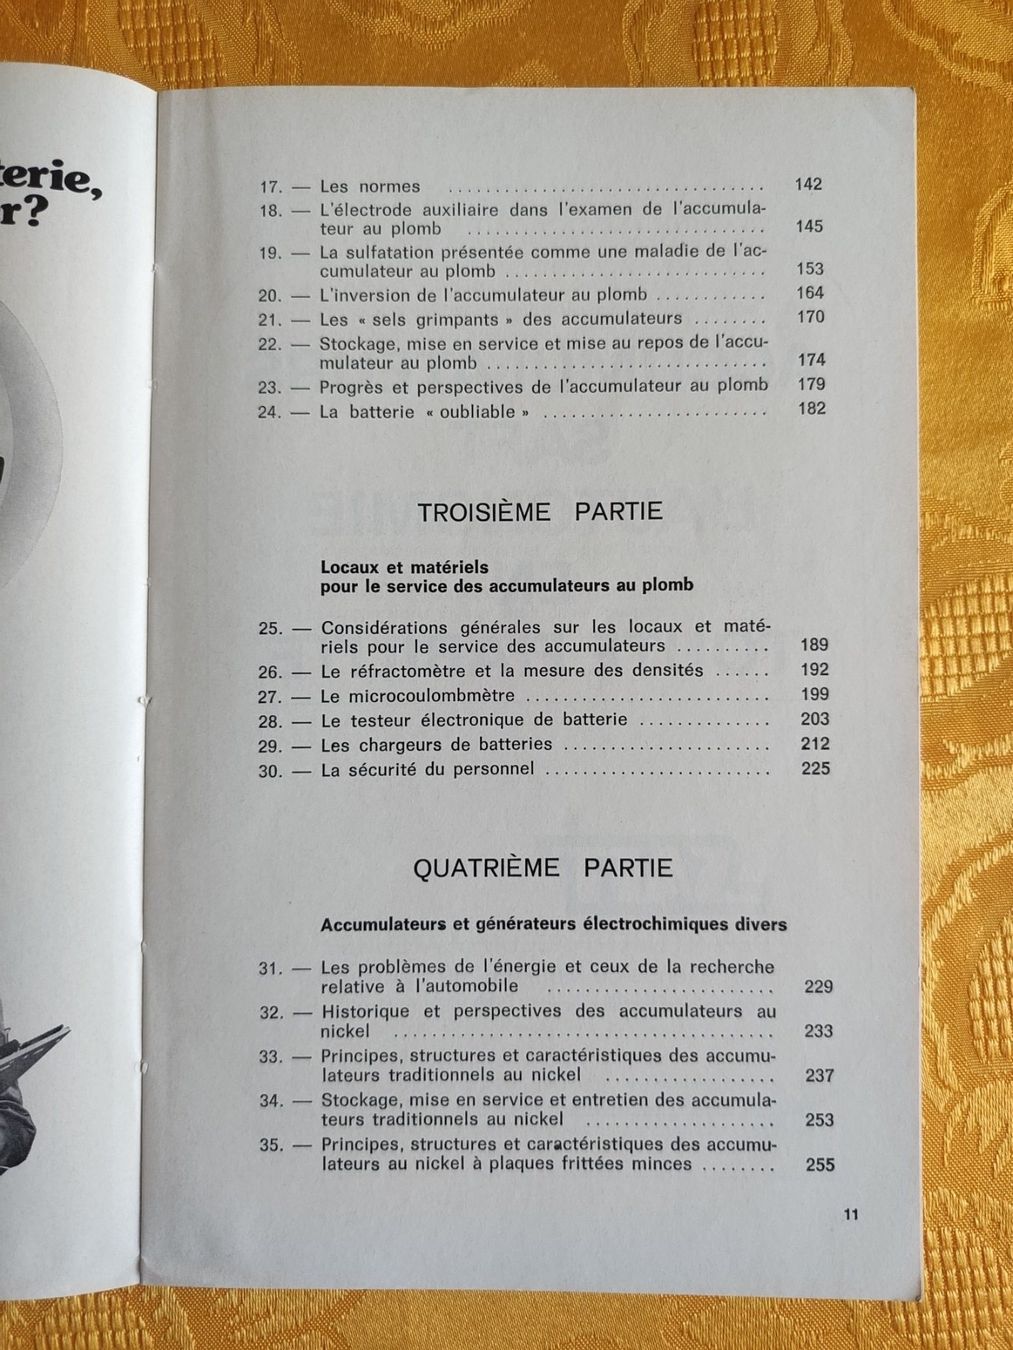 terie,
r?
17. — Les normes .................................. 142
18. — L'électrode auxiliaire dans l'examen de l'accumula-
teur au plomb ................................ 145
19. — La sulfatation présentée comme une maladie de l'ac-
cumulateur au plomb ............................ 153
20. — L'inversion de l'accumulateur au plomb ............ 164
21. — Les « sels grimpants » des accumulateurs ........ 170
22. — Stockage, mise en service et mise au repos de l'accu-
mulateur au plomb .............................. 174
23. — Progrès et perspectives de l'accumulateur au plomb 179
24. — La batterie « oubliable » ........................ 182
TROISIÈME PARTIE
Locaux et matériels
pour le service des accumulateurs au plomb
25. — Considérations générales sur les locaux et maté-
riels pour le service des accumulateurs .......... 189
26. — Le réfractomètre et la mesure des densités ...... 192
27. — Le microcoulombmètre .......................... 199
28. — Le testeur électronique de batterie .............. 203
29. — Les chargeurs de batteries ...................... 212
30. — La sécurité du personnel ........................ 225
QUATRIÈME PARTIE
Accumulateurs et générateurs électrochimiques divers
31. — Les problèmes de l'énergie et ceux de la recherche
relative à l'automobile ........................ 229
32. — Historique et perspectives des accumulateurs au
nickel ........................................ 233
33. — Principes, structures et caractéristiques des accumu-
lateurs traditionnels au nickel .................. 237
34. — Stockage, mise en service et entretien des accumula-
teurs traditionnels au nickel .................... 253
35. — Principes, structures et caractéristiques des accumu-
lateurs au nickel à plaques frittées minces ........ 255
11